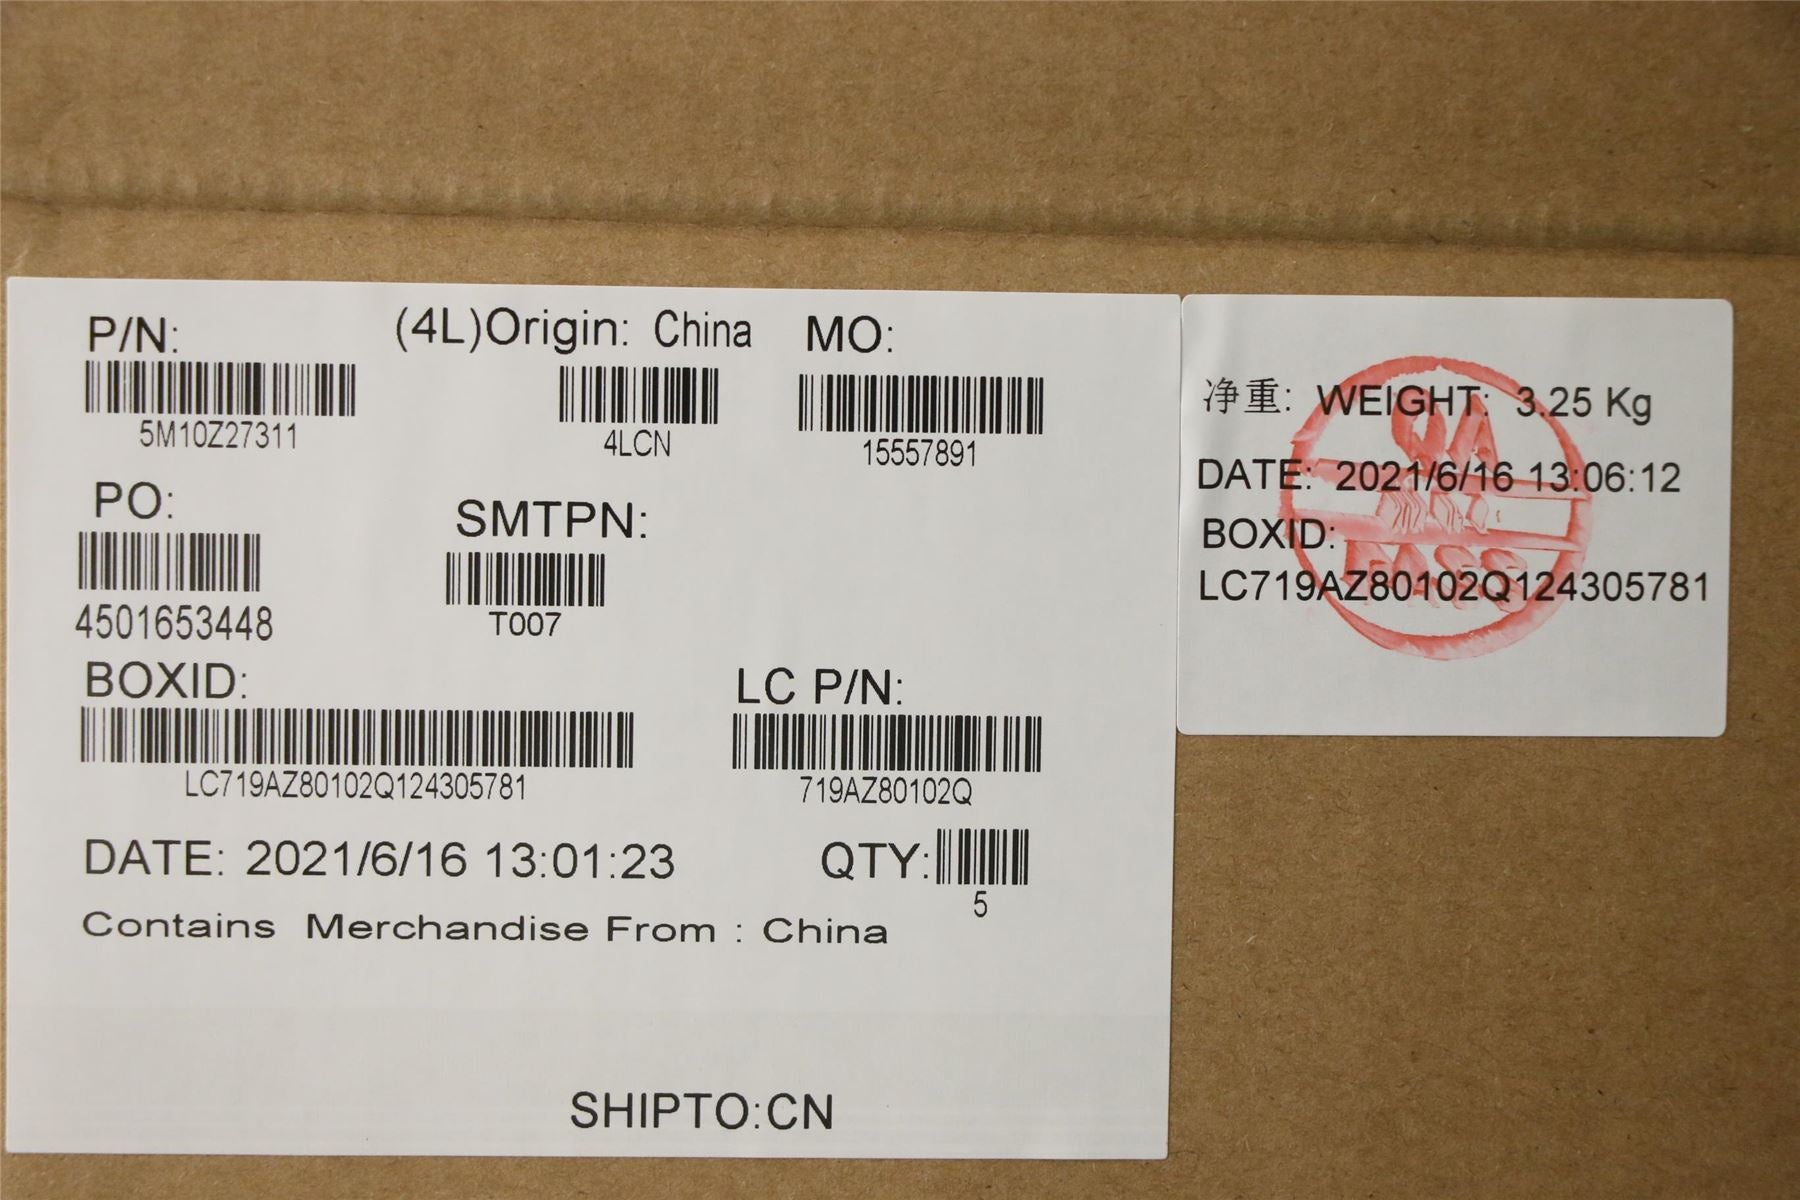 P/N: (4L)Origin: China MO:
5M10Z27311 4LCN 15557891
PO: SMTPN:
4501653448 T007
BOXID: LC P/N:
LC719AZ80102Q124305781 719AZ80102Q
DATE: 2021/6/16 13:01:23 QTY:
5
Contains Merchandise From : China
SHIPTO:CN
净重: WEIGHT: 3.25 Kg
DATE: 2021/6/16 13:06:12
BOXID:
LC719AZ80102Q124305781
QA
PASS